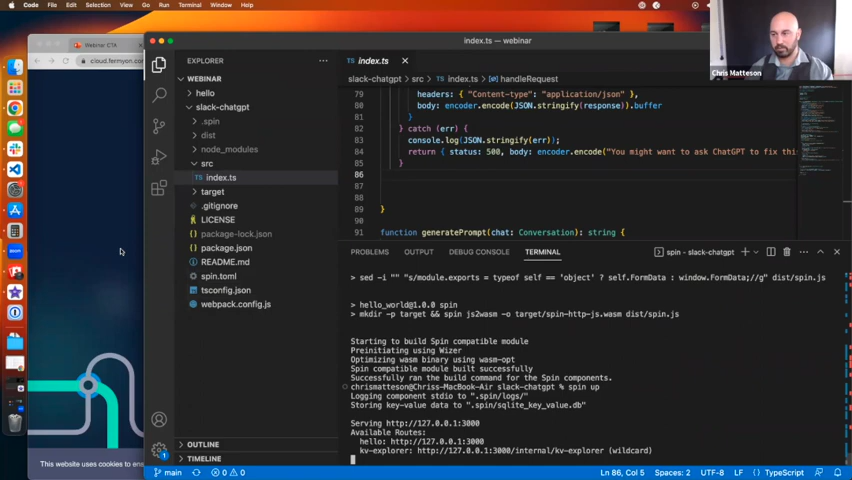 Code File Edit Selection View Go Run Terminal Window Help
Webinar CTA
cloud.fermyon.com
index.ts — webinar
Chris Matteson
EXPLORER
WEBINAR
hello
slack-chatgpt
.spin
dist
node_modules
src
index.ts
target
.gitignore
LICENSE
package-lock.json
package.json
README.md
spin.toml
tsconfig.json
webpack.config.js
OUTLINE
TIMELINE
TS index.ts
slack-chatgpt > src > TS index.ts > handleRequest
79 headers: { "Content-type": "application/json" },
80 body: encoder.encode(JSON.stringify(response)).buffer
81 }
82 } catch (err) {
83 console.log(JSON.stringify(err));
84 return { status: 500, body: encoder.encode("You might want to ask ChatGPT to fix this
85 }
86
87
88
89 }
90
91 function generatePrompt(chat: Conversation): string {
PROBLEMS OUTPUT DEBUG CONSOLE TERMINAL spin - slack-chatgpt
> sed -i "" "s/module.exports = typeof self == 'object' ? self.FormData : window.FormData;//g" dist/spin.js
> hello_world@1.0.0 spin
> mkdir -p target && spin js2wasm -o target/spin-http-js.wasm dist/spin.js
Starting to build Spin compatible module
Preinitiating using Wizer
Optimizing wasm binary using wasm-opt
Spin compatible module built successfully
Successfully ran the build command for the Spin components.
chrismatteson@Chriss-MacBook-Air slack-chatgpt % spin up
Logging component stdio to ".spin/logs/"
Storing key-value data to ".spin/sqlite_key_value.db"
Serving http://127.0.0.1:3000
Available Routes:
hello: http://127.0.0.1:3000
kv-explorer: http://127.0.0.1:3000/internal/kv-explorer (wildcard)
This website uses cookies to ens
main 0 0 Ln 86, Col 5 Spaces: 2 UTF-8 LF TypeScript